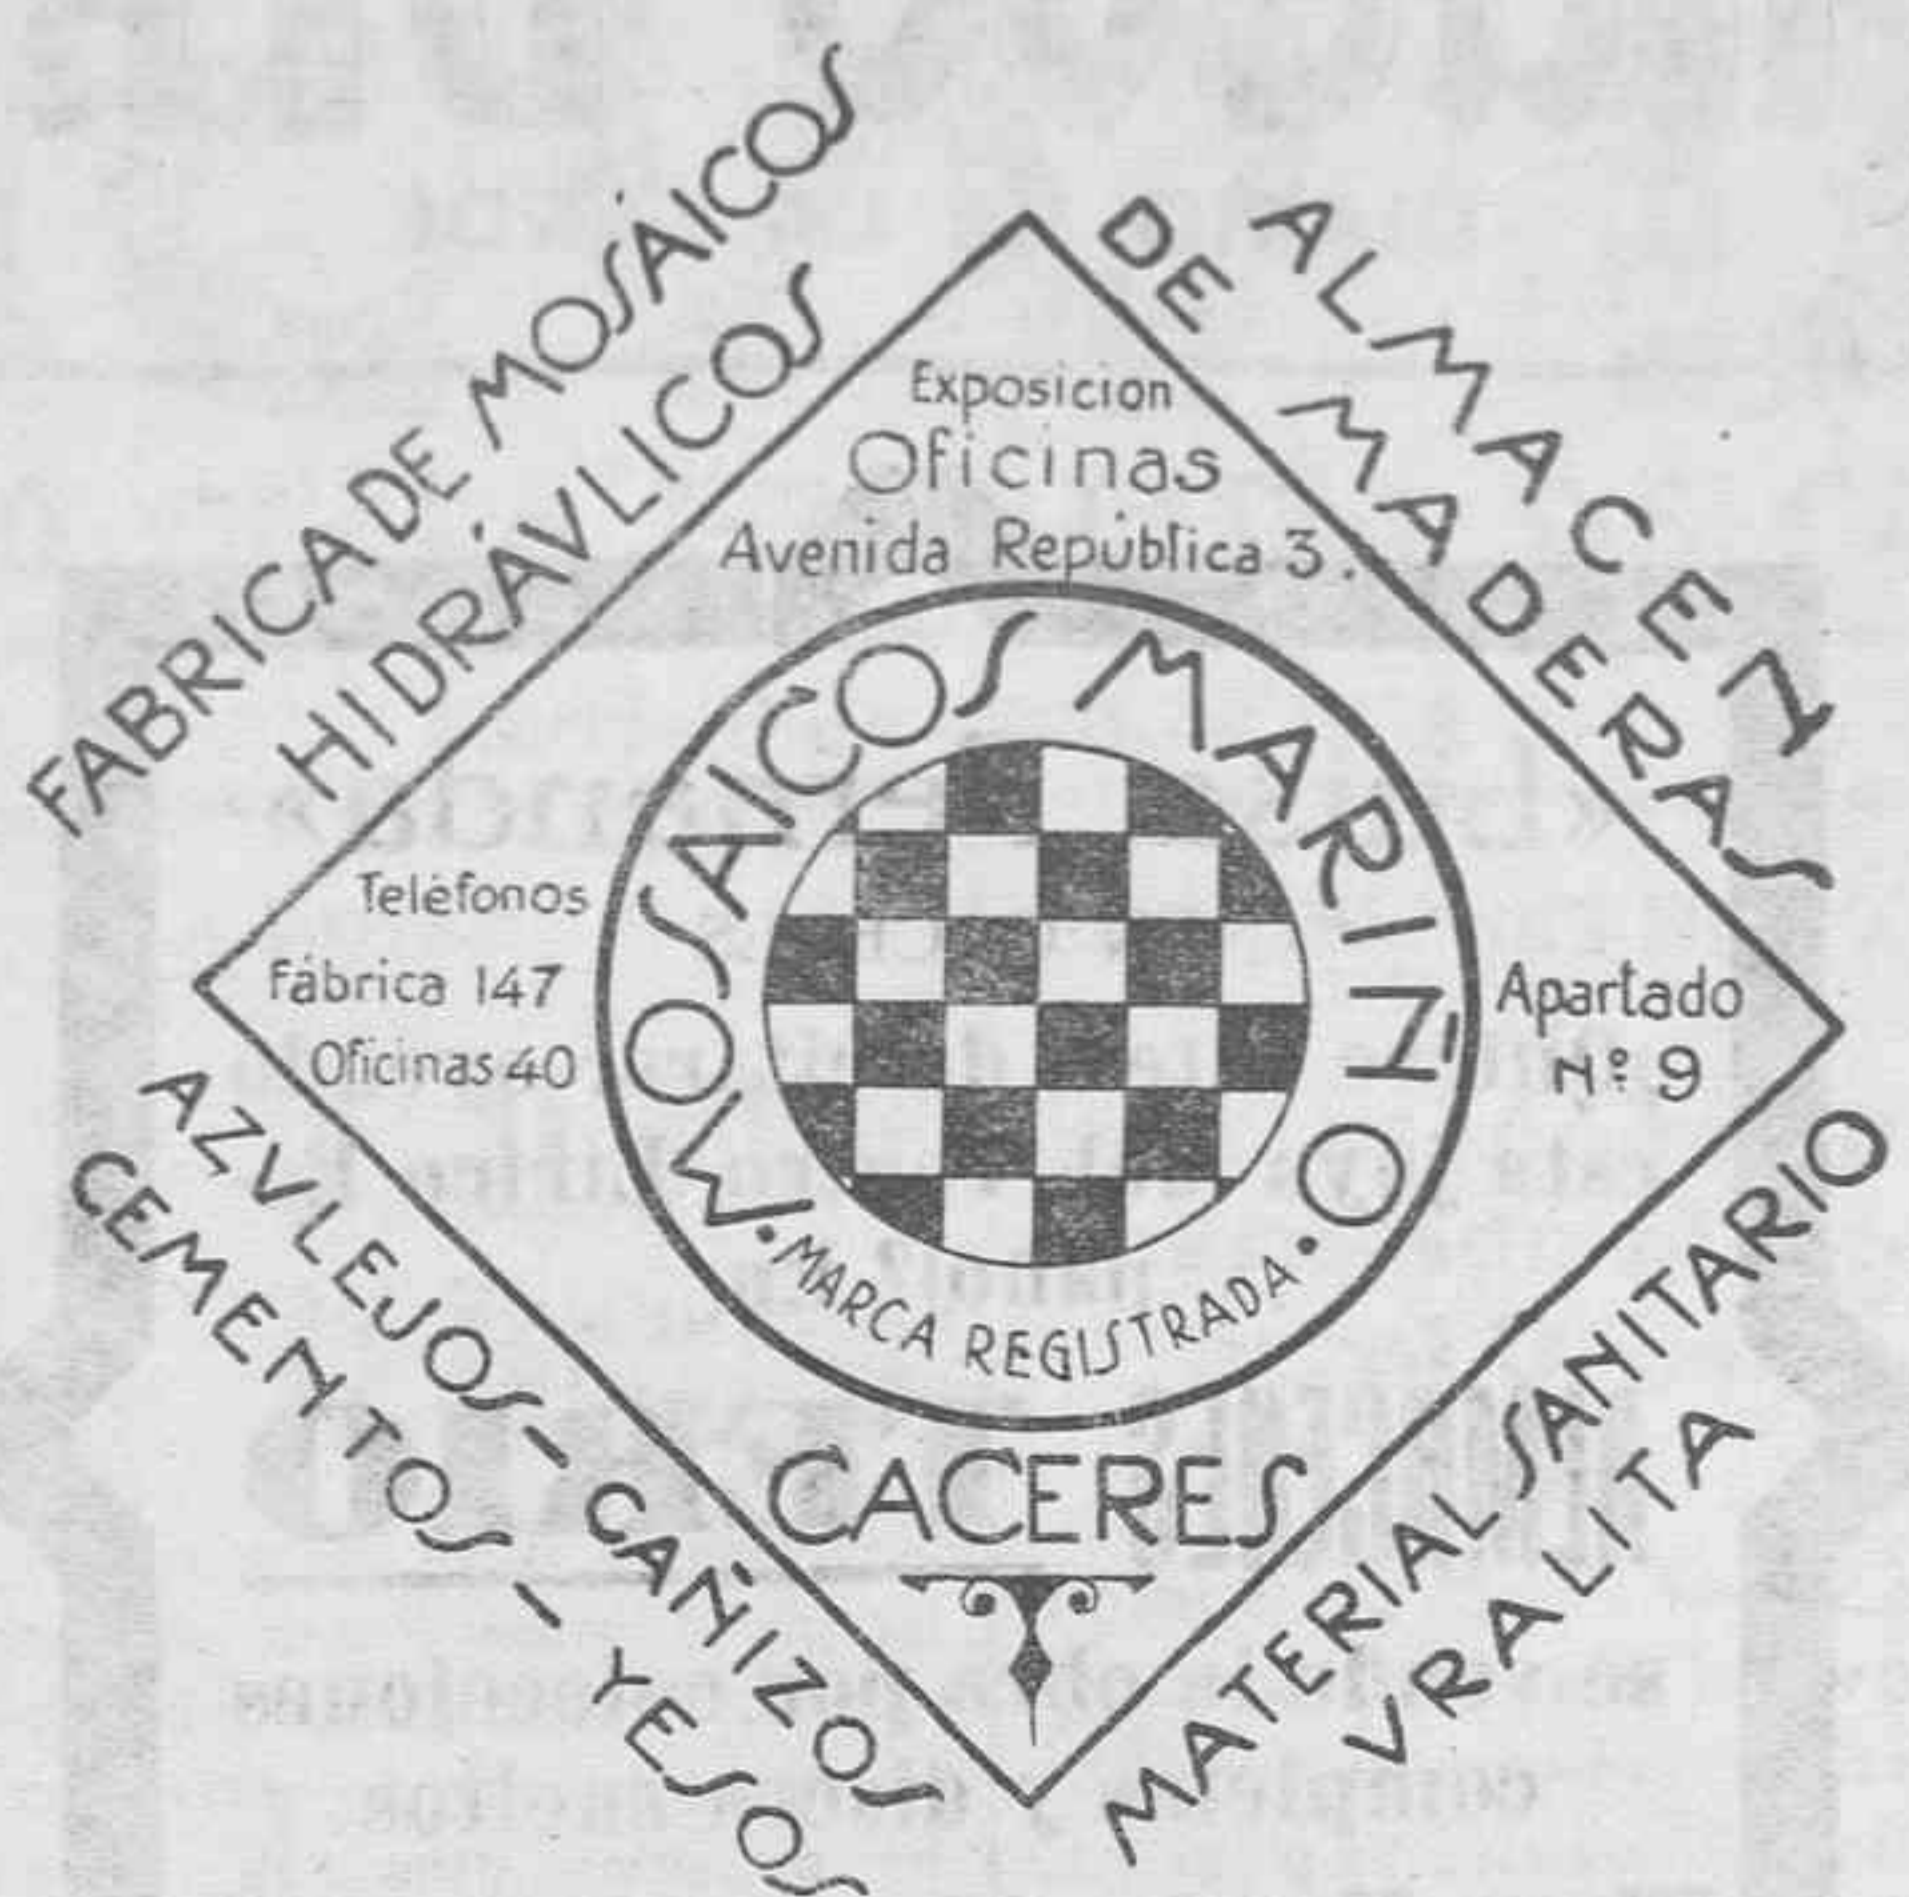 FABRICA DE MOSÁICOS
HIDRÁVLICOS
ALMACEN
DE MADERAS
Exposicion
Oficinas
Avenida República 3.
MOSAICOS MARIÑO
• MARCA REGISTRADA •
Teléfonos
Fábrica 147
Oficinas 40
Apartado
Nº 9
CACERES
AZVLEJOS - CAÑIZOS
CEMENTOS - YESOS
MATERIAL SANITARIO
VRALITA